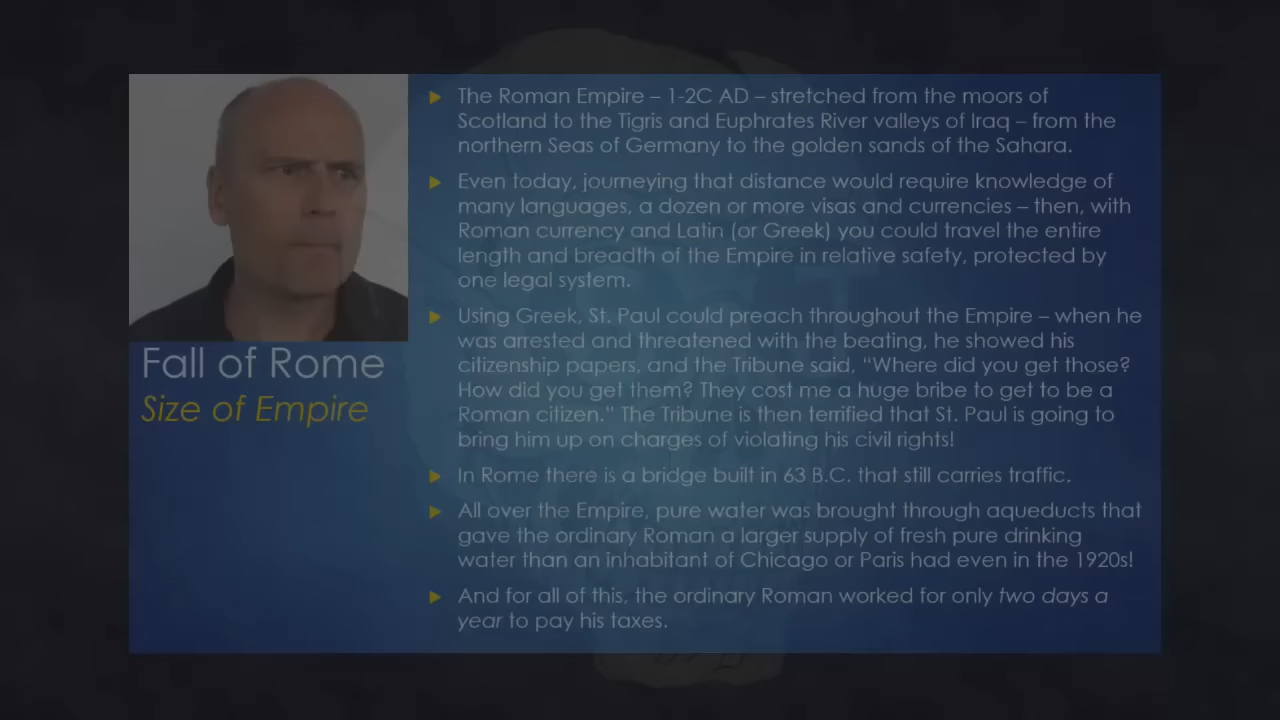 Fall of Rome
Size of Empire
The Roman Empire – 1-2C AD – stretched from the moors of
Scotland to the Tigris and Euphrates River valleys of Iraq – from the
northern Seas of Germany to the golden sands of the Sahara.
Even today, journeying that distance would require knowledge of
many languages, a dozen or more visas and currencies – then, with
Roman currency and Latin (or Greek) you could travel the entire
length and breadth of the Empire in relative safety, protected by
one legal system.
Using Greek, St. Paul could preach throughout the Empire – when he
was arrested and threatened with the beating, he showed his
citizenship papers, and the Tribune said, “Where did you get those?
How did you get them? They cost me a huge bribe to get to be a
Roman citizen.” The Tribune is then terrified that St. Paul is going to
bring him up on charges of violating his civil rights!
In Rome there is a bridge built in 63 B.C. that still carries traffic.
All over the Empire, pure water was brought through aqueducts that
gave the ordinary Roman a larger supply of fresh pure drinking
water than an inhabitant of Chicago or Paris had even in the 1920s!
And for all of this, the ordinary Roman worked for only two days a
year to pay his taxes.